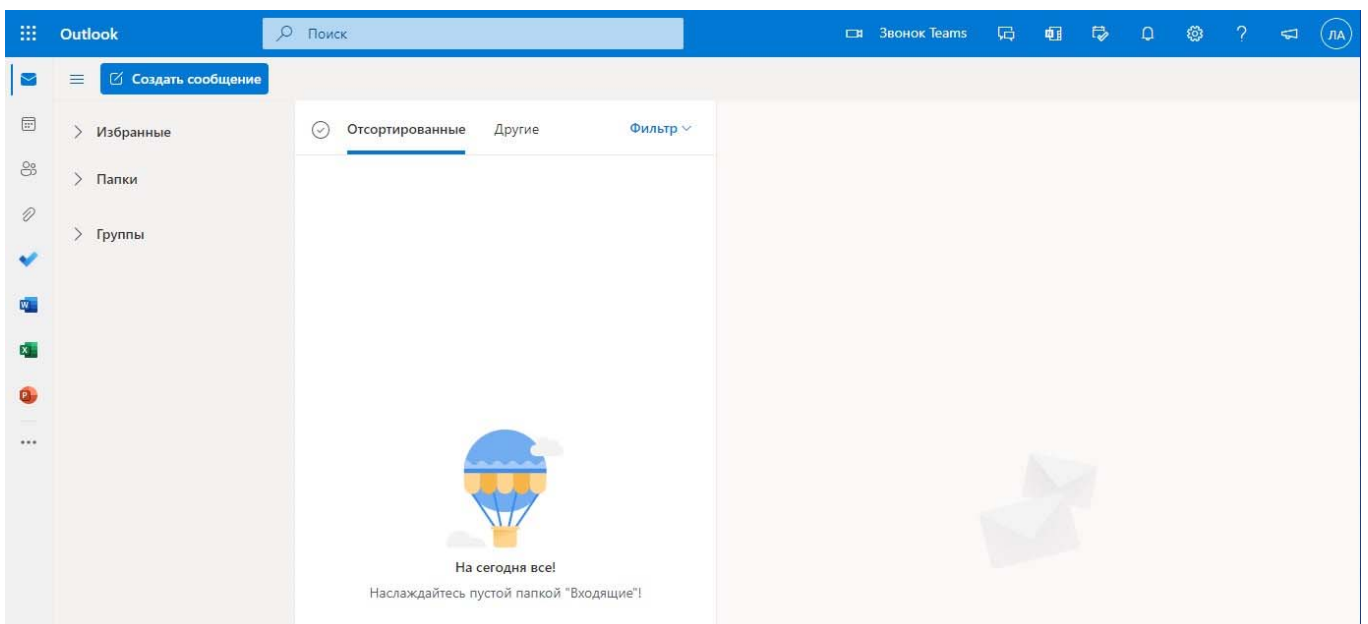 Outlook
Поиск
Звонок Teams
ЛА
Создать сообщение
Избранные
Папки
Группы
Отсортированные
Другие
Фильтр
На сегодня все!
Наслаждайтесь пустой папкой "Входящие"!